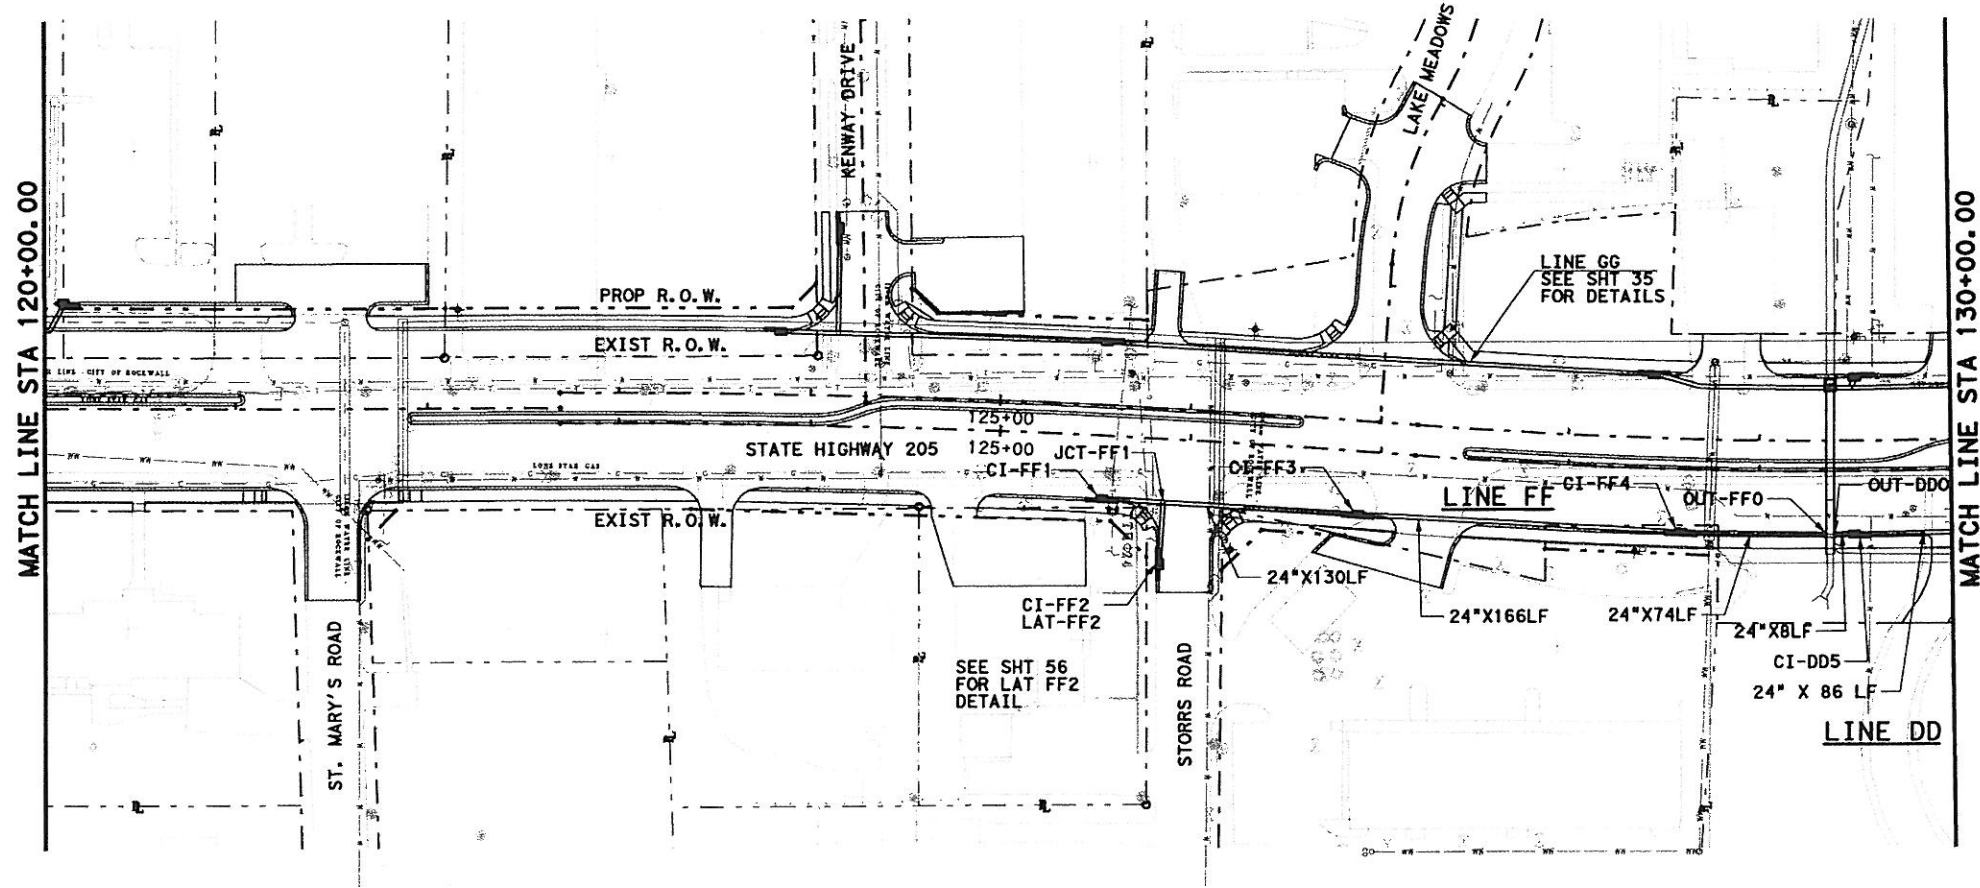 MATCH LINE STA 120+00.00
KENWAY DRIVE
LAKE MEADOWS
PROP R.O.W.
EXIST R.O.W.
LINE GG
SEE SHT 35
FOR DETAILS
LINE - CITY OF ROCKWALL
125+00
STATE HIGHWAY 205
125+00
JCT-FF1
CI-FF1
CI-FF3
LINE FF
CI-FF4
OUT-FF0
OUT-DD0
LONE STAR GAS
EXIST R.O.W.
24"X130LF
24"X166LF
24"X74LF
24"X8LF
CI-DD5
24" X 86 LF
LINE DD
CI-FF2
LAT-FF2
SEE SHT 56
FOR LAT FF2
DETAIL
ST. MARY'S ROAD
STORRS ROAD
MATCH LINE STA 130+00.00